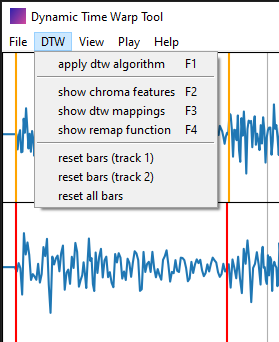 Dynamic Time Warp Tool
File DTW View Play Help
apply dtw algorithm F1
show chroma features F2
show dtw mappings F3
show remap function F4
reset bars (track 1)
reset bars (track 2)
reset all bars